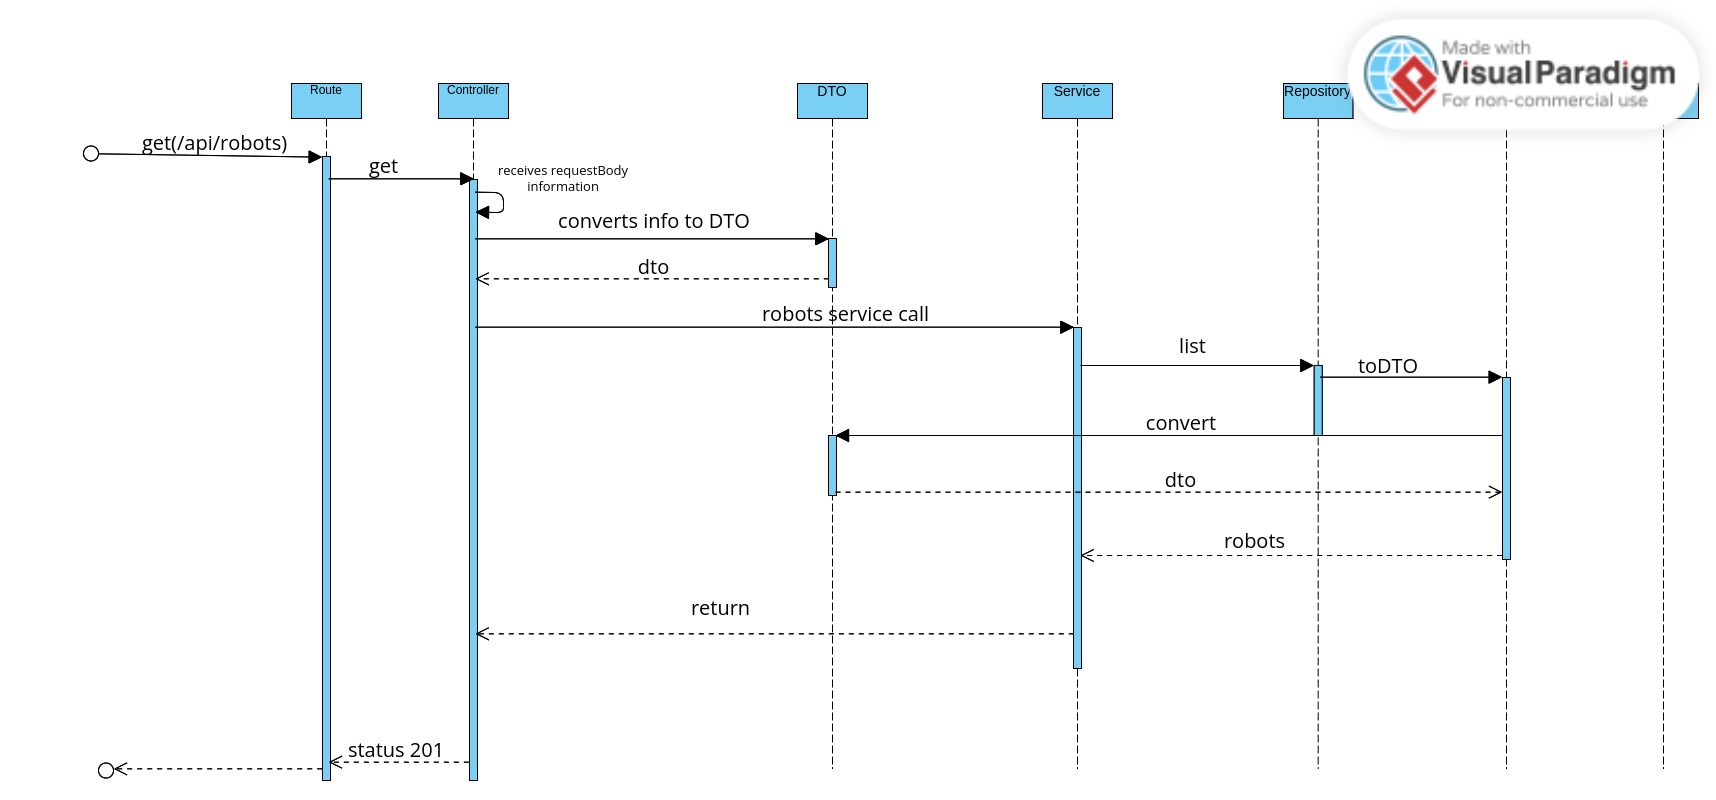 Made with
Visual Paradigm
For non-commercial use
Route
Controller
DTO
Service
Repository
get(/api/robots)
get
receives requestBody
information
converts info to DTO
dto
robots service call
list
toDTO
convert
dto
robots
return
status 201